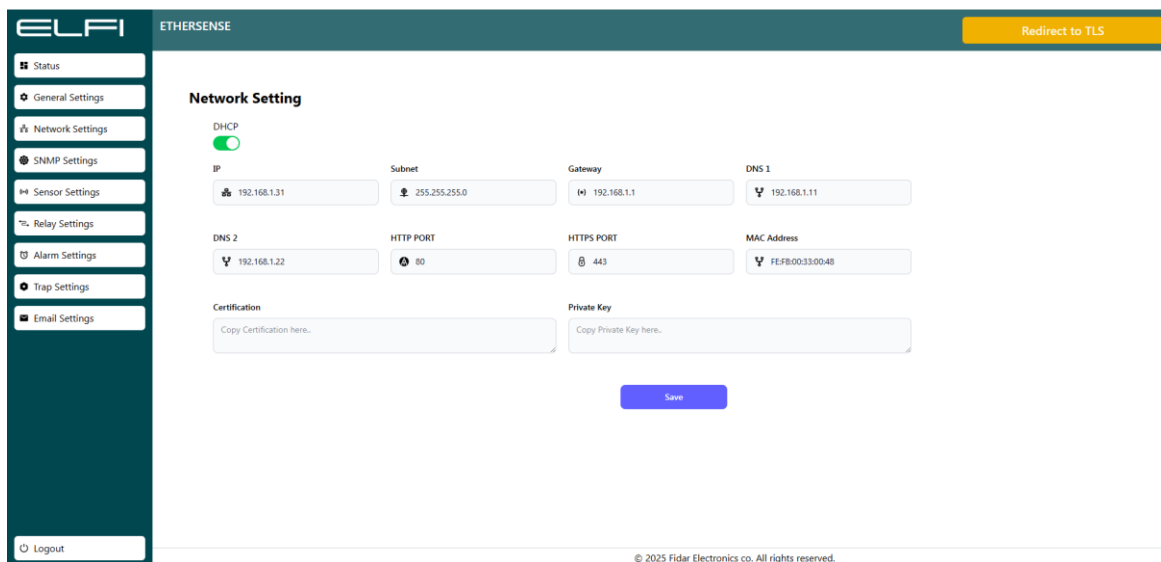 ELFI
ETHERSENSE
Redirect to TLS
Status
General Settings
Network Settings
SNMP Settings
Sensor Settings
Relay Settings
Alarm Settings
Trap Settings
Email Settings
Logout
Network Setting
DHCP
IP Subnet Gateway DNS 1
192.168.1.31 255.255.255.0 192.168.1.1 192.168.1.11
DNS 2 HTTP PORT HTTPS PORT MAC Address
192.168.1.22 80 443 FE:FB:00:33:00:48
Certification Private Key
Copy Certification here.. Copy Private Key here..
Save
© 2025 Fidar Electronics co. All rights reserved.